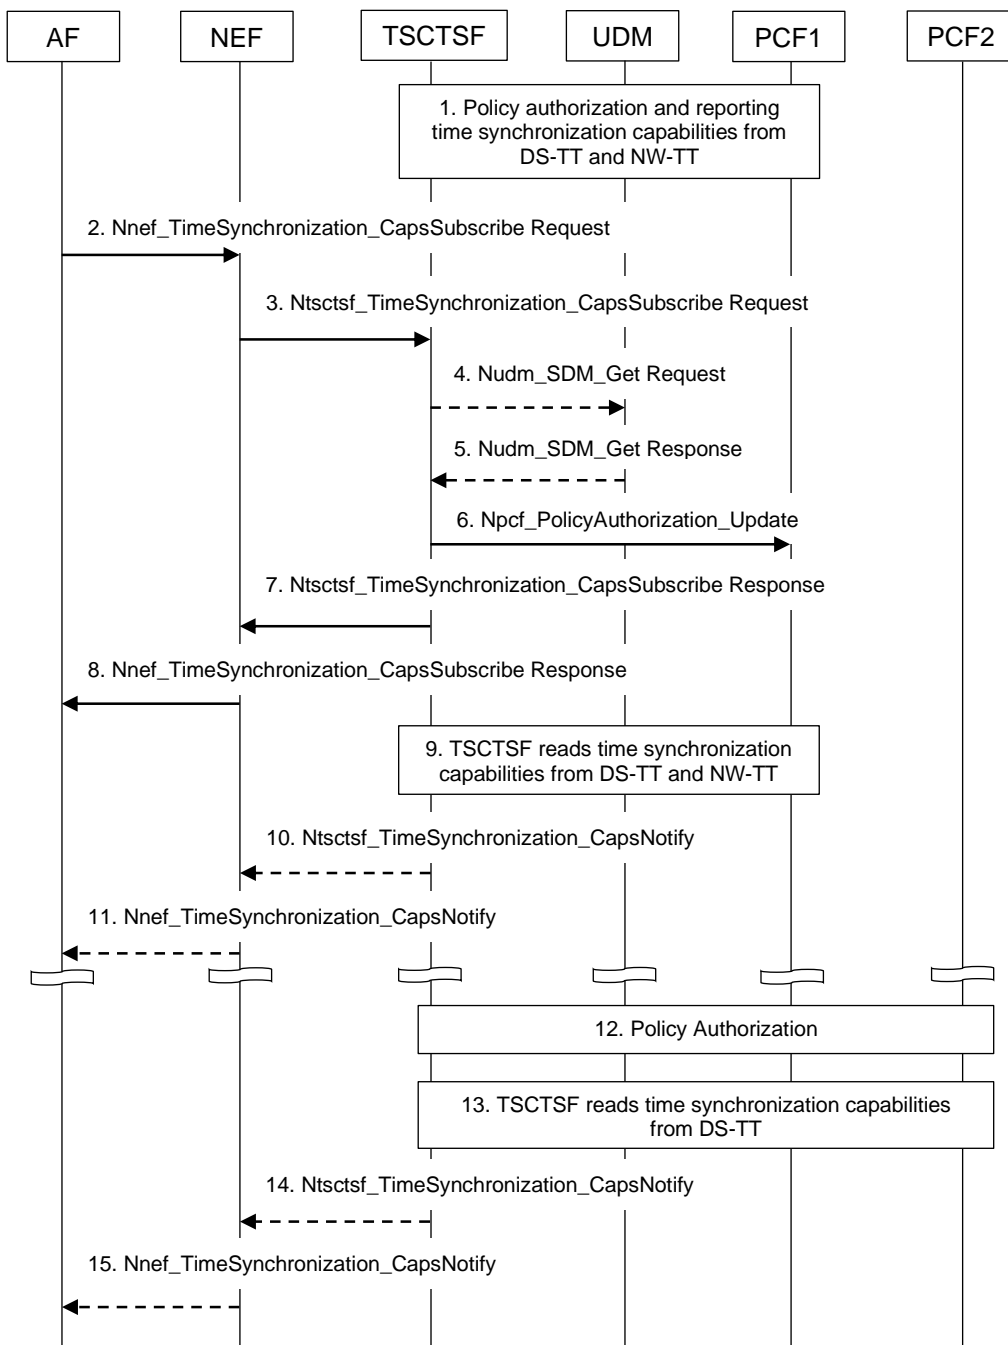 AF
NEF
TSCTSF
UDM
PCF1
PCF2
1. Policy authorization and reporting
time synchronization capabilities from
DS-TT and NW-TT
2. Nnef_TimeSynchronization_CapsSubscribe Request
3. Ntsctsf_TimeSynchronization_CapsSubscribe Request
4. Nudm_SDM_Get Request
5. Nudm_SDM_Get Response
6. Npcf_PolicyAuthorization_Update
7. Ntsctsf_TimeSynchronization_CapsSubscribe Response
8. Nnef_TimeSynchronization_CapsSubscribe Response
9. TSCTSF reads time synchronization
capabilities from DS-TT and NW-TT
10. Ntsctsf_TimeSynchronization_CapsNotify
11. Nnef_TimeSynchronization_CapsNotify
12. Policy Authorization
13. TSCTSF reads time synchronization capabilities
from DS-TT
14. Ntsctsf_TimeSynchronization_CapsNotify
15. Nnef_TimeSynchronization_CapsNotify